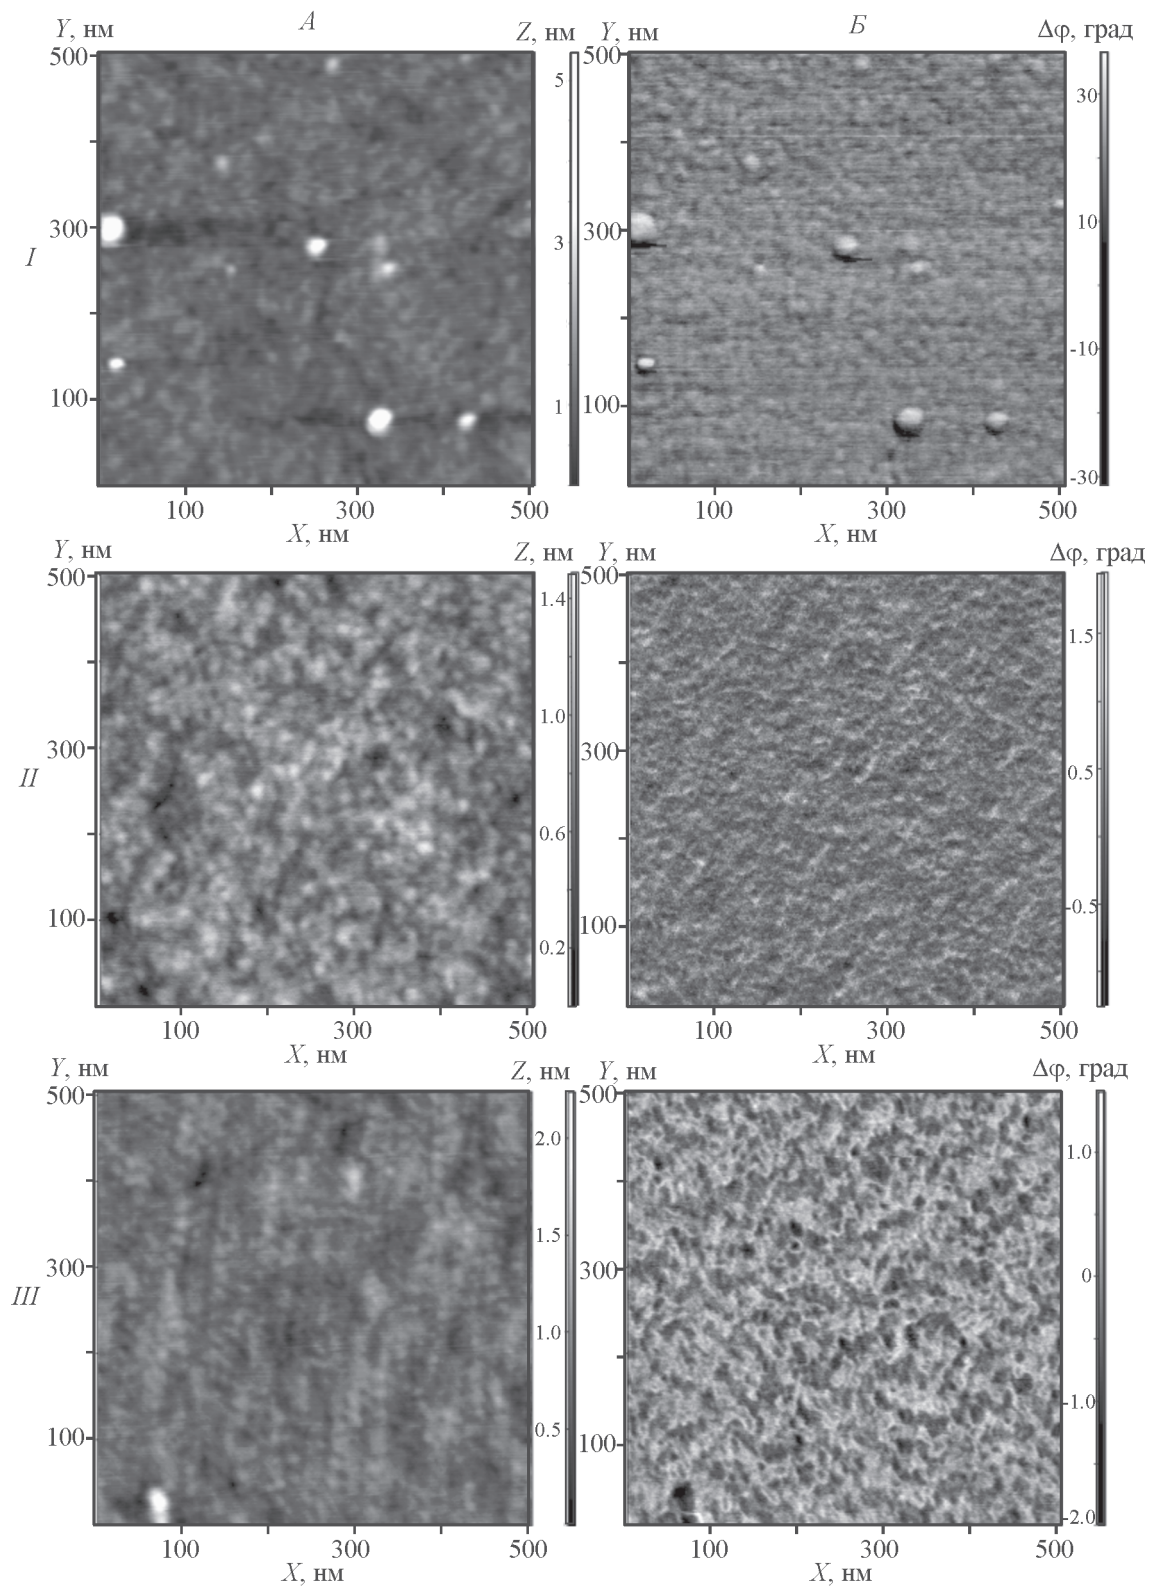 А Б
Y, нм Z, нм Y, нм Δφ, град
500 5 500 30
300 3 300 10
I
-10
100 1 100
-30
100 300 500 100 300 500
X, нм X, нм
Y, нм Z, нм Y, нм Δφ, град
500 1.4 500 1.5
1.0
300 300 0.5
II
0.6
100 0.2 100 -0.5
100 300 500 100 300 500
X, нм X, нм
Y, нм Z, нм Y, нм Δφ, град
500 2.0 500 1.0
1.5
300 300 0
III
1.0
100 0.5 100 -1.0
-2.0
100 300 500 100 300 500
X, нм X, нм